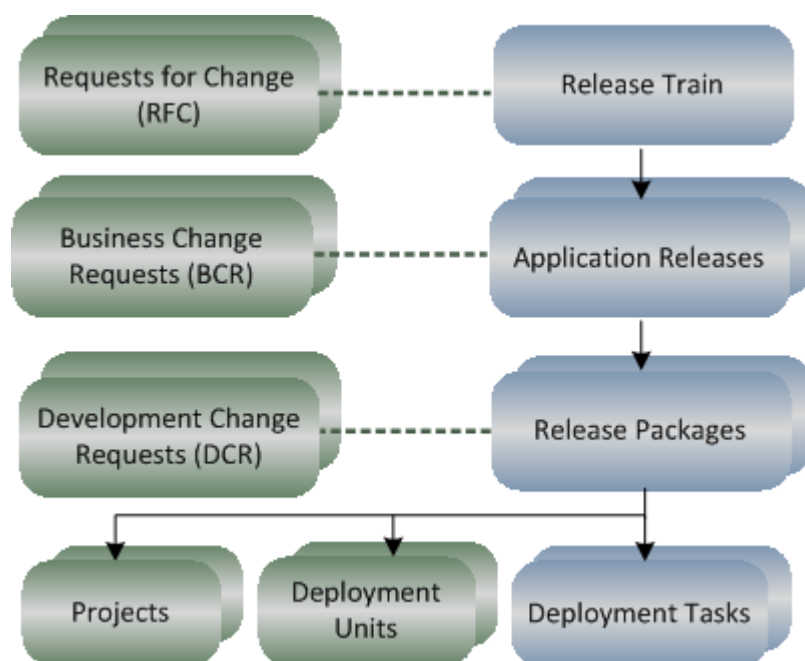 Requests for Change
(RFC)
Release Train
Business Change
Requests (BCR)
Application Releases
Development Change
Requests (DCR)
Release Packages
Projects
Deployment
Units
Deployment Tasks